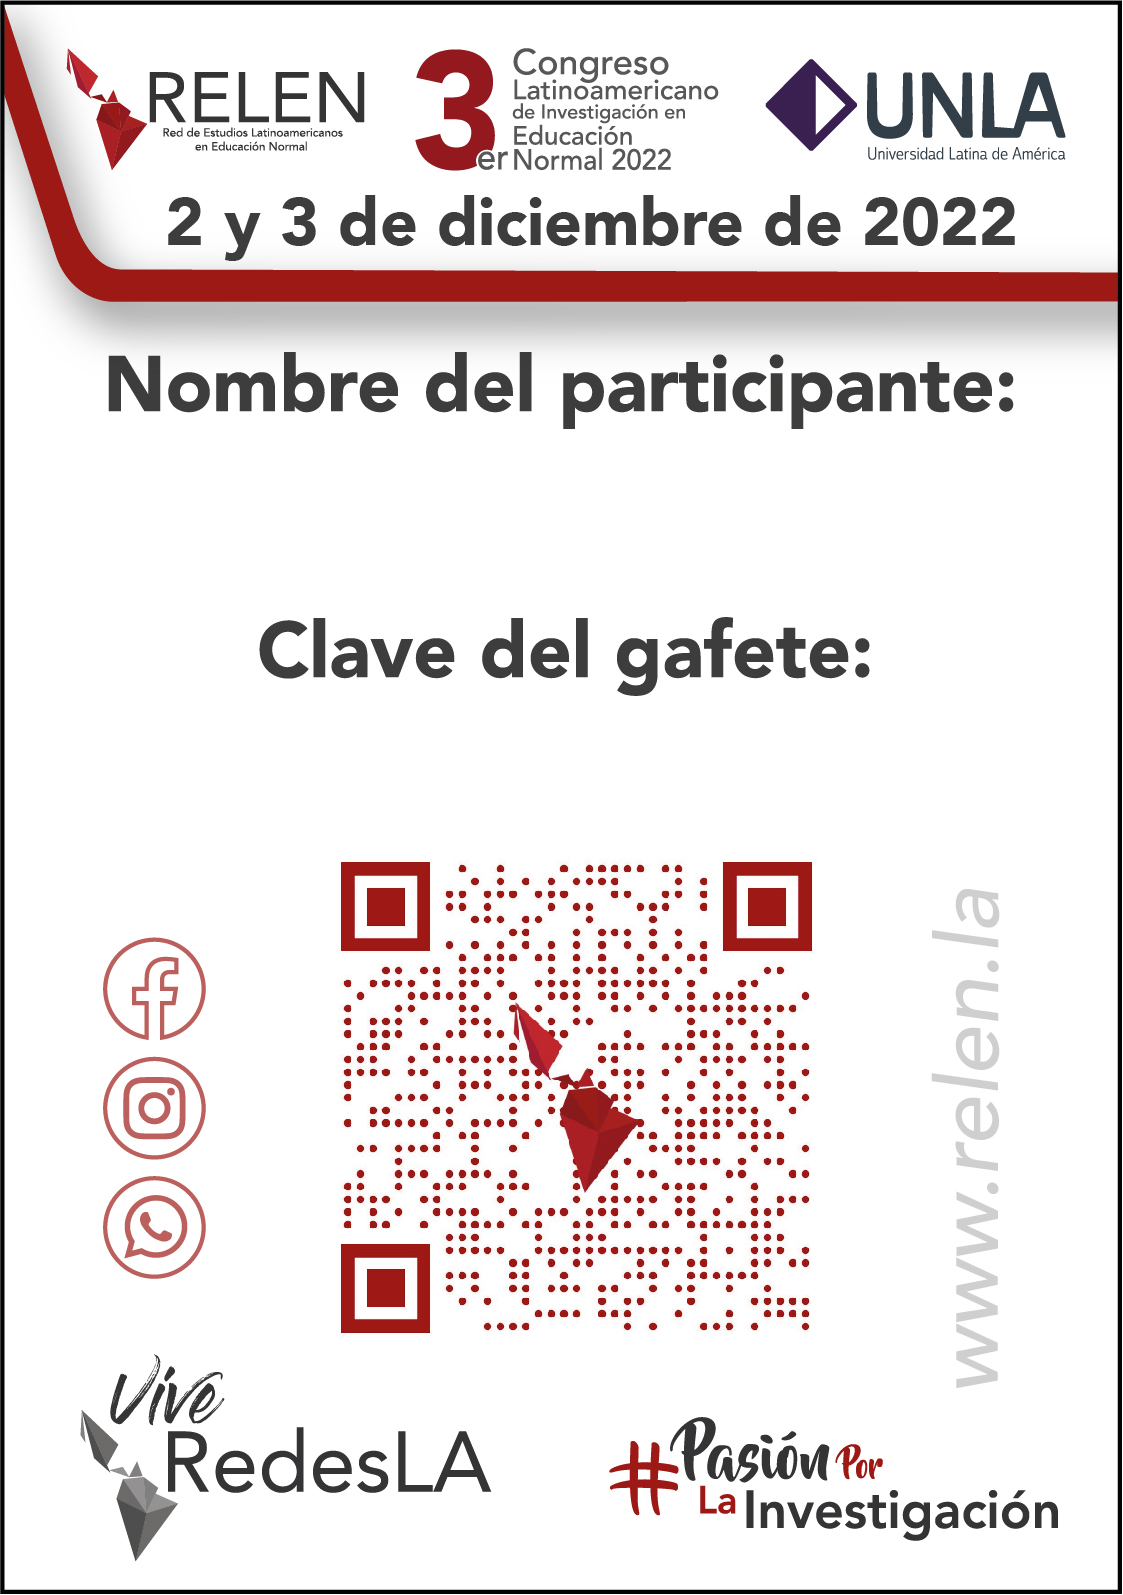 RELEN
Red de Estudios Latinoamericanos
en Educación Normal
3er
Congreso
Latinoamericano
de Investigación en
Educación
Normal 2022
UNLA
Universidad Latina de América
2 y 3 de diciembre de 2022
Nombre del participante:
Clave del gafete:
www.relen.la
Vive
RedesLA
#Pasión Por
La Investigación